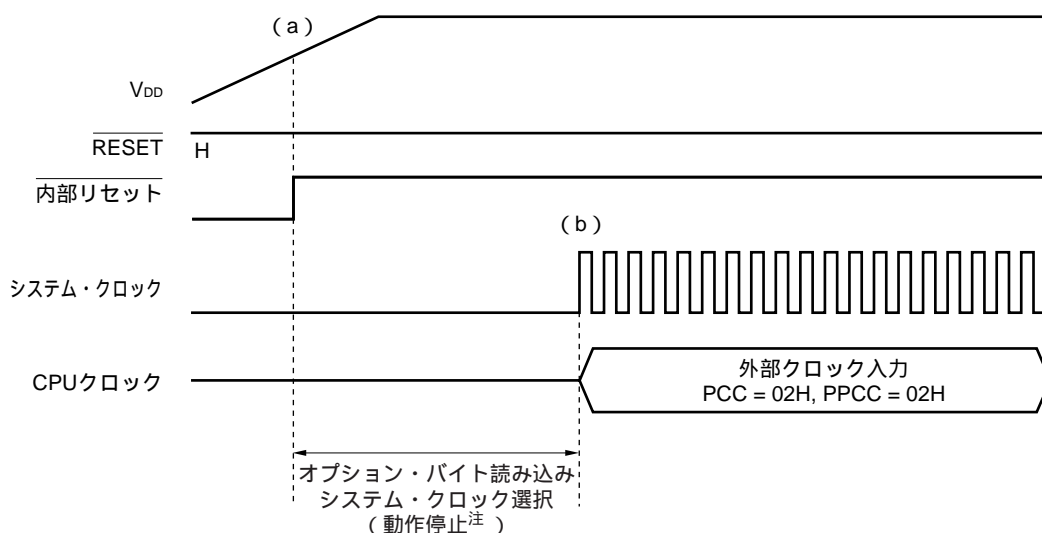 (a)
VDD
RESET
H
内部リセット
(b)
システム・クロック
CPUクロック
外部クロック入力
PCC = 02H, PPCC = 02H
オプション・バイト読み込み
システム・クロック選択
(動作停止注)